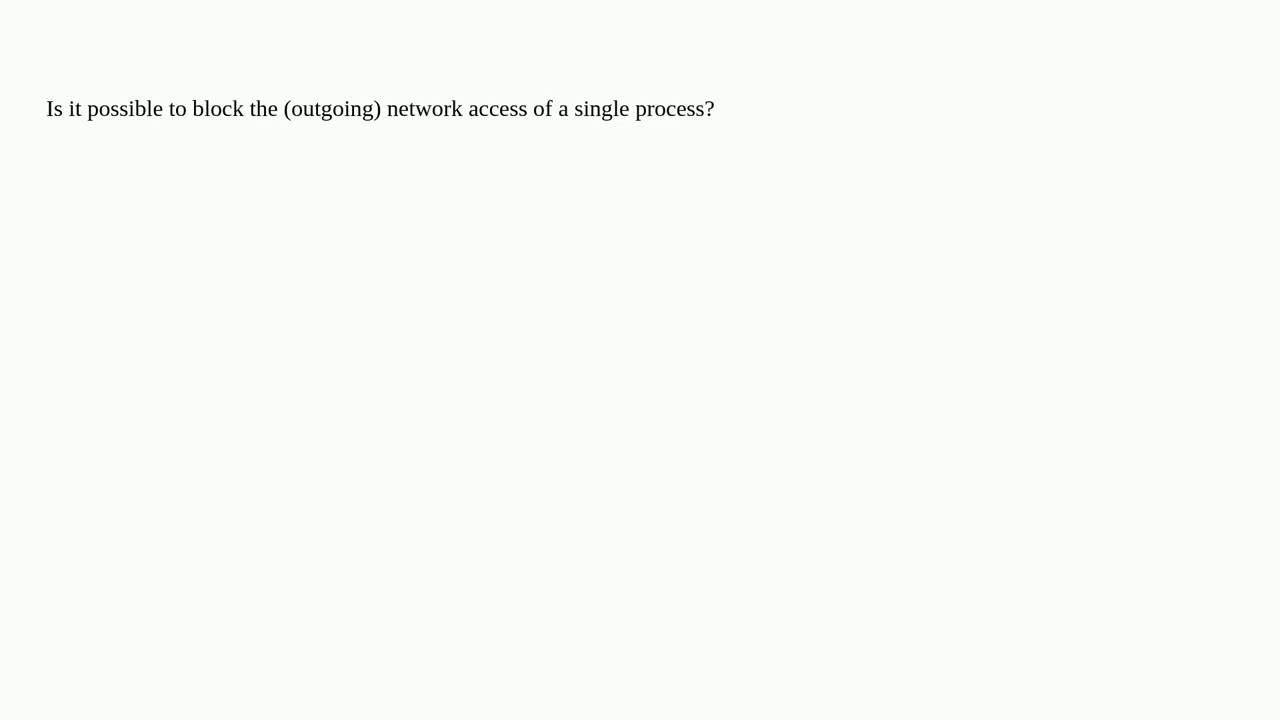 Is it possible to block the (outgoing) network access of a single process?